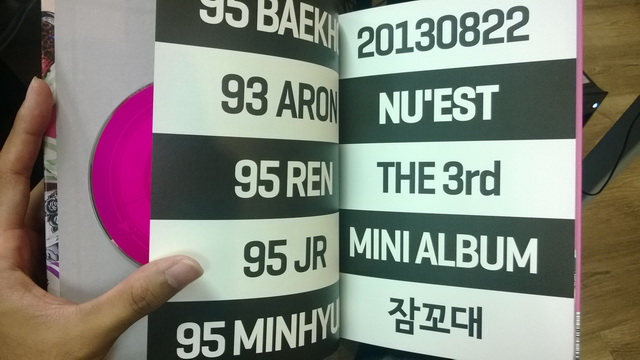 95 BAEKH
93 ARON
95 REN
95 JR
95 MINHYU
20130822
NU'EST
THE 3rd
MINI ALBUM
잠꼬대